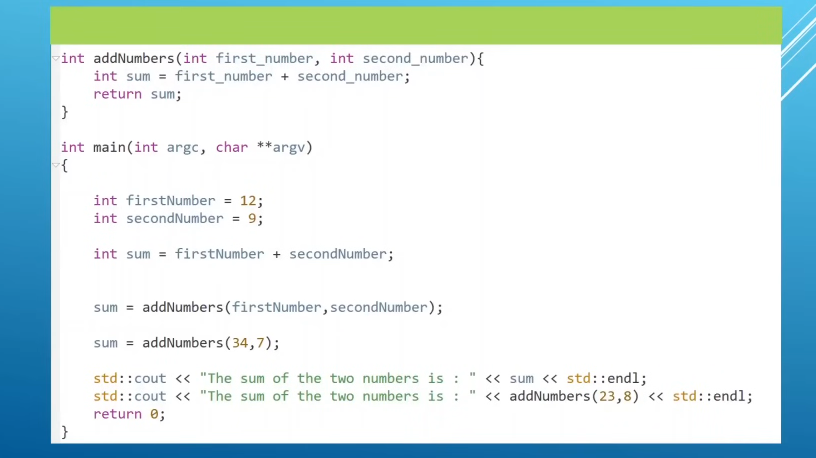 int addNumbers(int first_number, int second_number){
    int sum = first_number + second_number;
    return sum;
}
int main(int argc, char **argv)
{
    int firstNumber = 12;
    int secondNumber = 9;
    int sum = firstNumber + secondNumber;
    sum = addNumbers(firstNumber,secondNumber);
    sum = addNumbers(34,7);
    std::cout << "The sum of the two numbers is : " << sum << std::endl;
    std::cout << "The sum of the two numbers is : " << addNumbers(23,8) << std::endl;
    return 0;
}